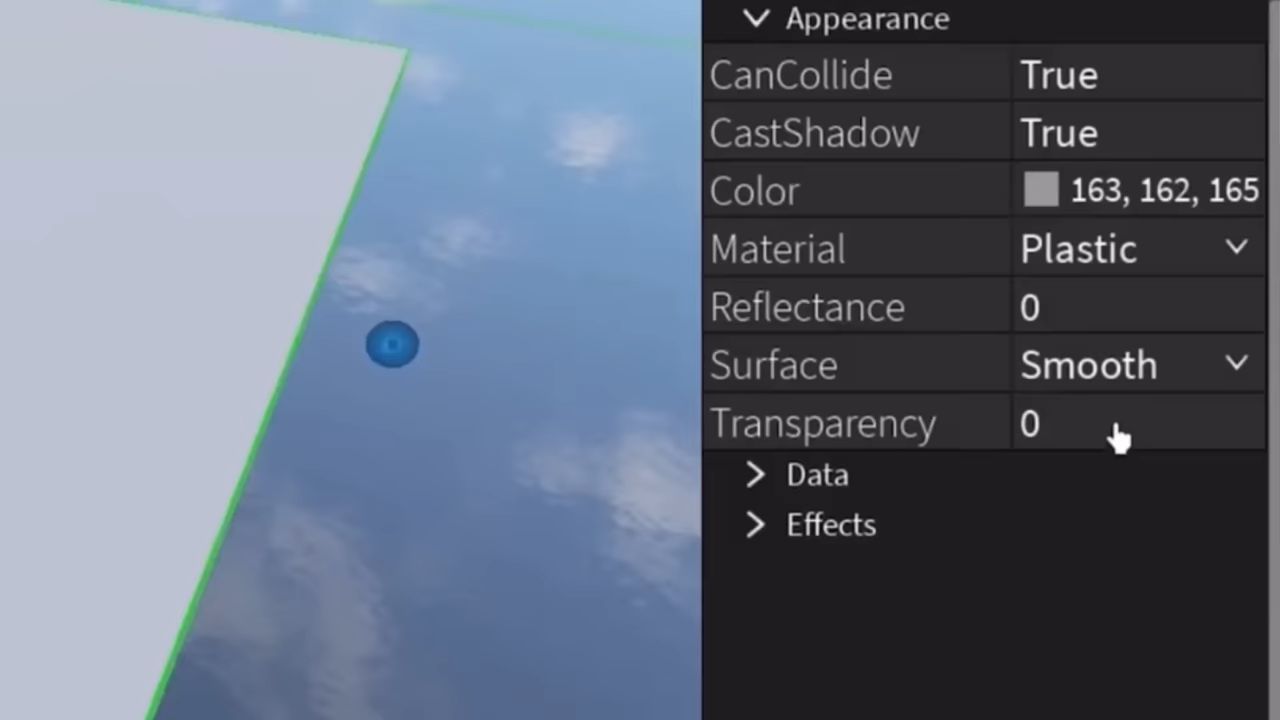 Appearance
CanCollide True
CastShadow True
Color 163, 162, 165
Material Plastic
Reflectance 0
Surface Smooth
Transparency 0
Data
Effects